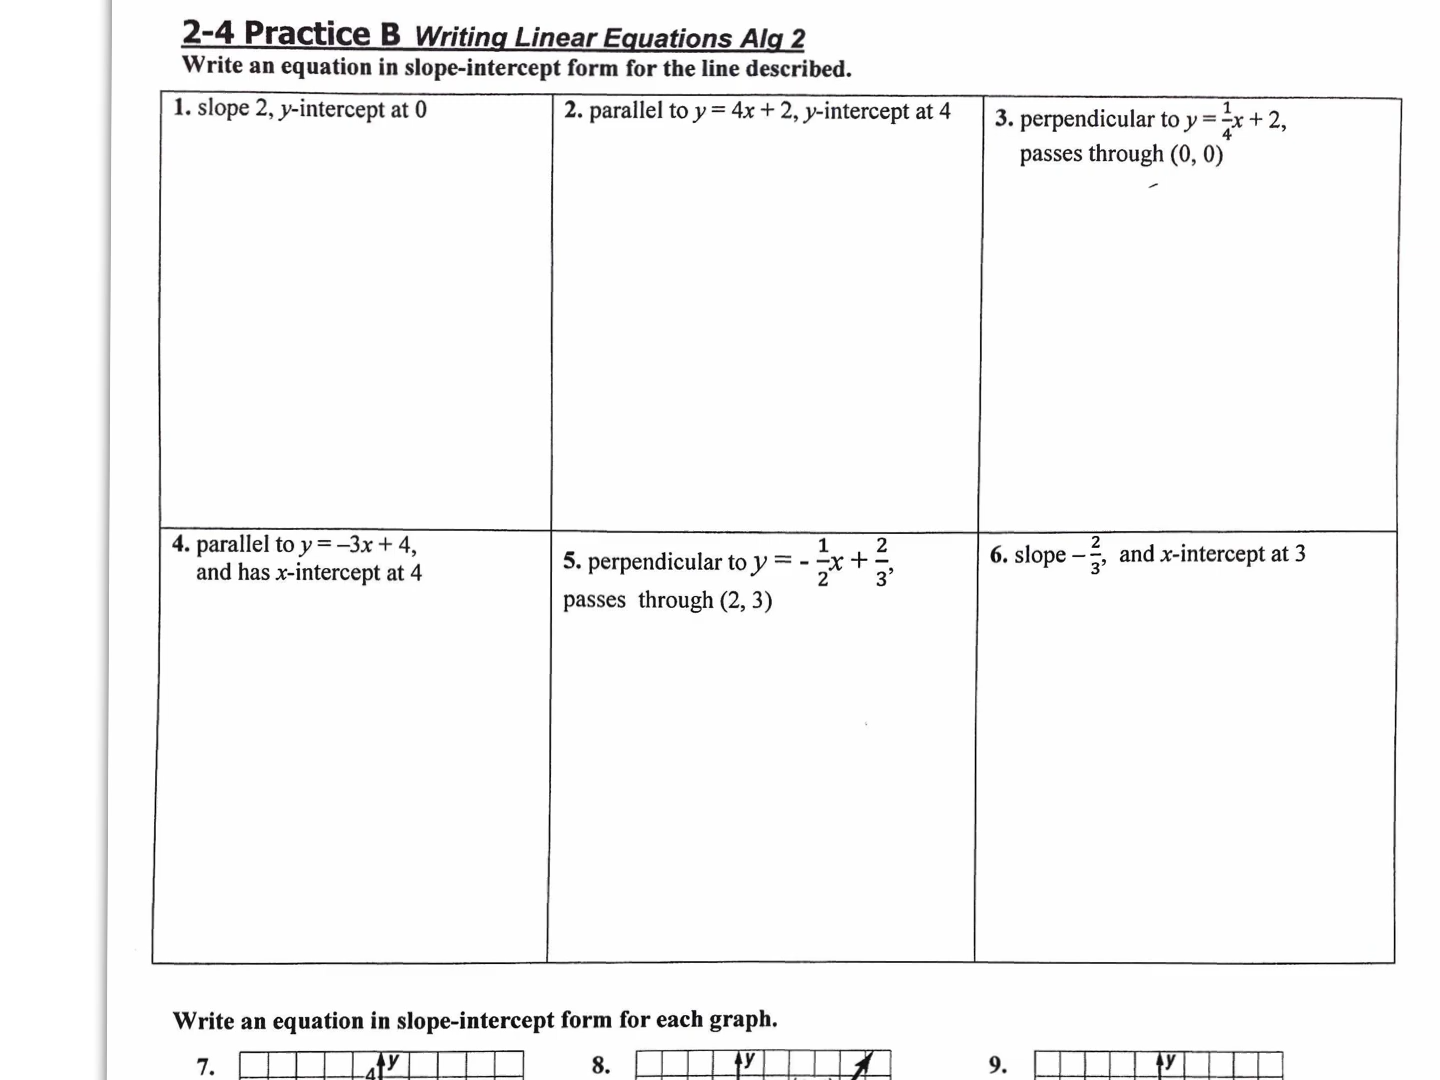 2-4 Practice B Writing Linear Equations Alg 2
Write an equation in slope-intercept form for the line described.
1. slope 2, y-intercept at 0
2. parallel to y = 4x + 2, y-intercept at 4
3. perpendicular to y = 1/4 x + 2,
passes through (0, 0)
4. parallel to y = –3x + 4,
and has x-intercept at 4
5. perpendicular to y = - 1/2 x + 2/3,
passes through (2, 3)
6. slope – 2/3, and x-intercept at 3
Write an equation in slope-intercept form for each graph.
7. 4 y
8. y
9. y